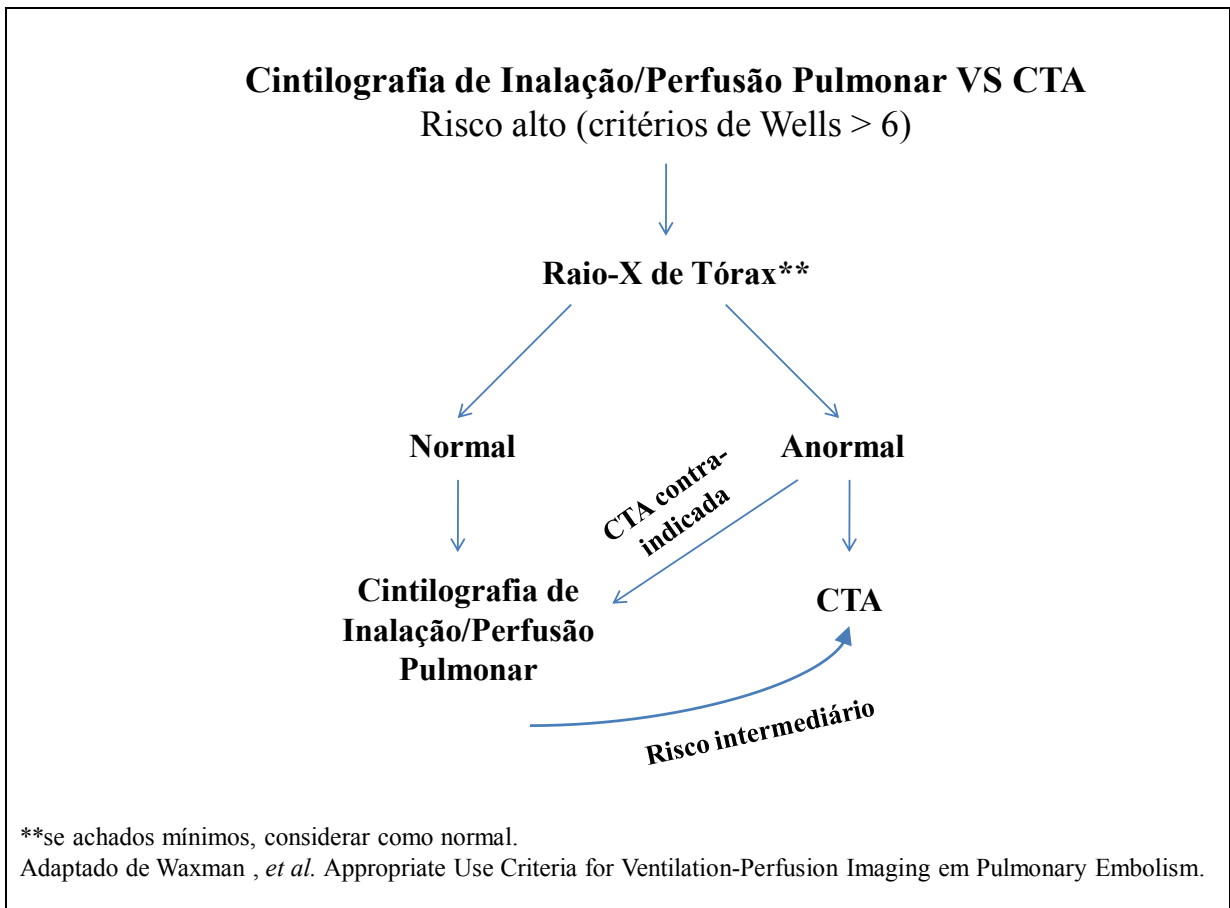 Cintilografia de Inalação/Perfusão Pulmonar VS CTA
Risco alto (critérios de Wells > 6)
Raio-X de Tórax**
Normal
Anormal
CTA contra-
indicada
Cintilografia de
Inalação/Perfusão
Pulmonar
CTA
Risco intermediário
**se achados mínimos, considerar como normal.
Adaptado de Waxman , et al. Appropriate Use Criteria for Ventilation-Perfusion Imaging em Pulmonary Embolism.